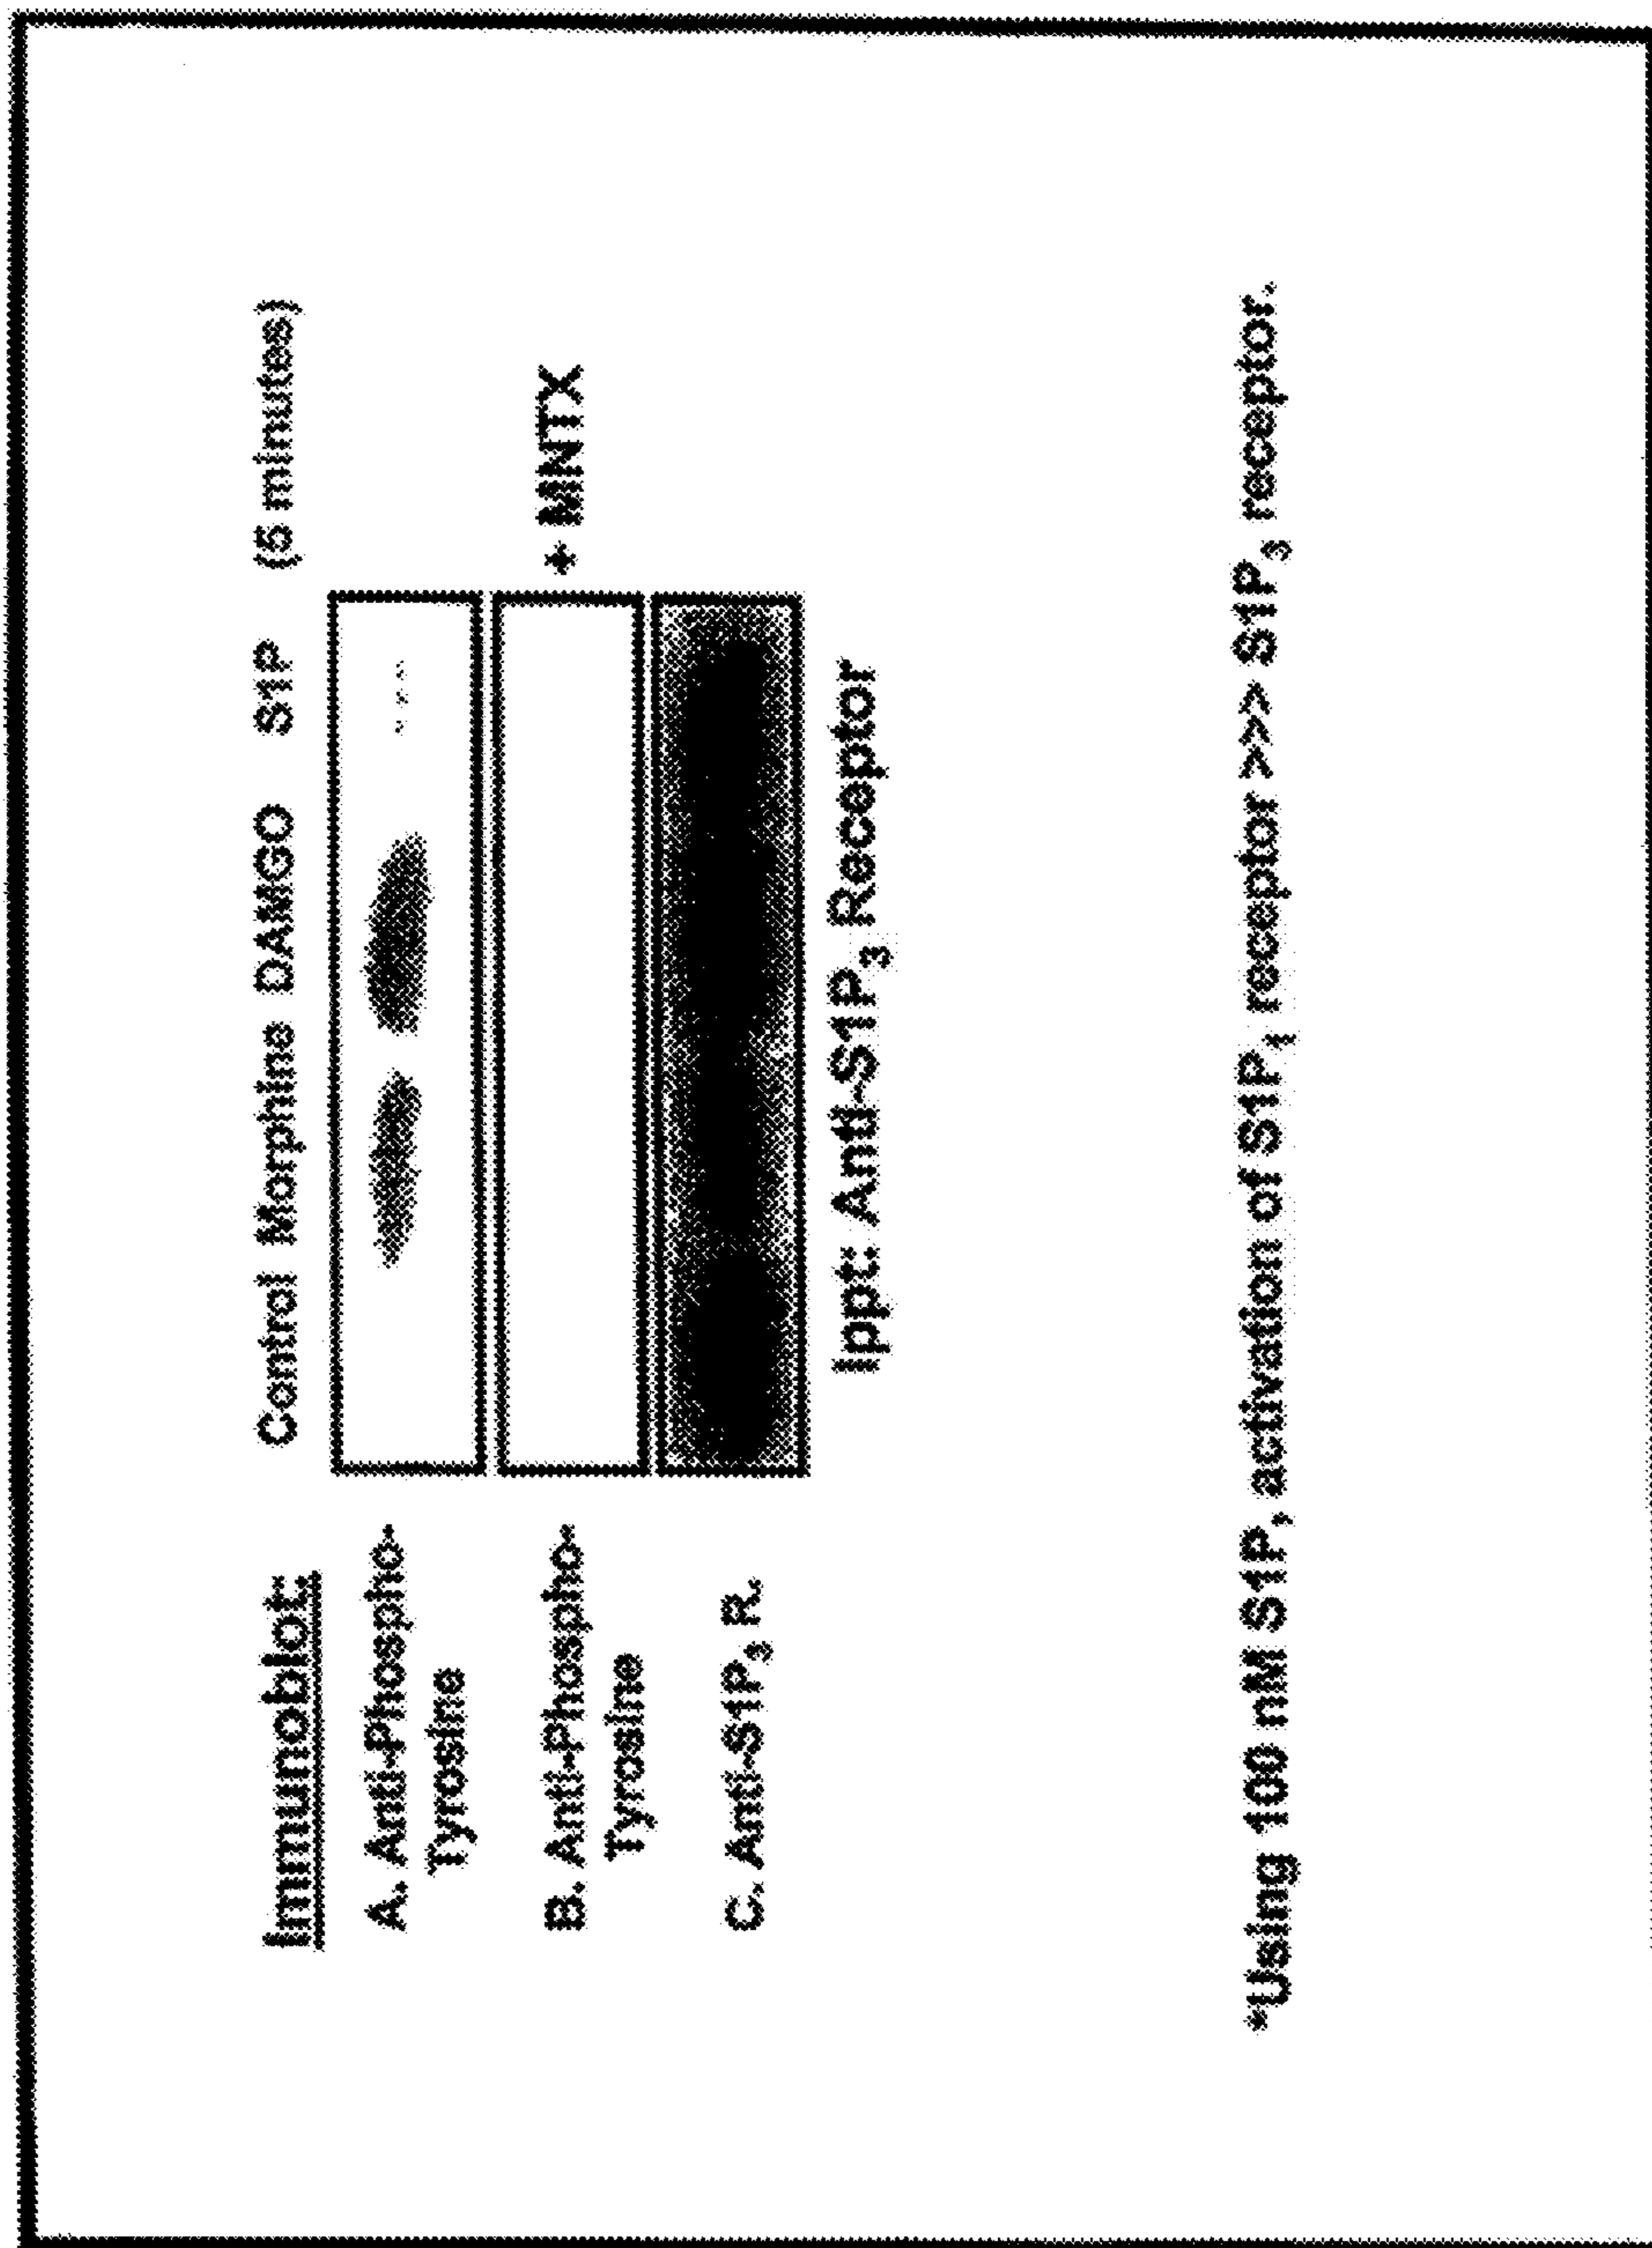 Control Morphine DAMGO S1P (5 minutes)
Immunoblot:
A. Anti-Phospho-
Tyrosine
B. Anti-Phospho-
Tyrosine
+ MNTX
C. Anti-S1P₃ R.
Ippt: Anti-S1P₃ Receptor
*Using 100 nM S1P, activation of S1P₁ receptor >>> S1P₃ receptor.